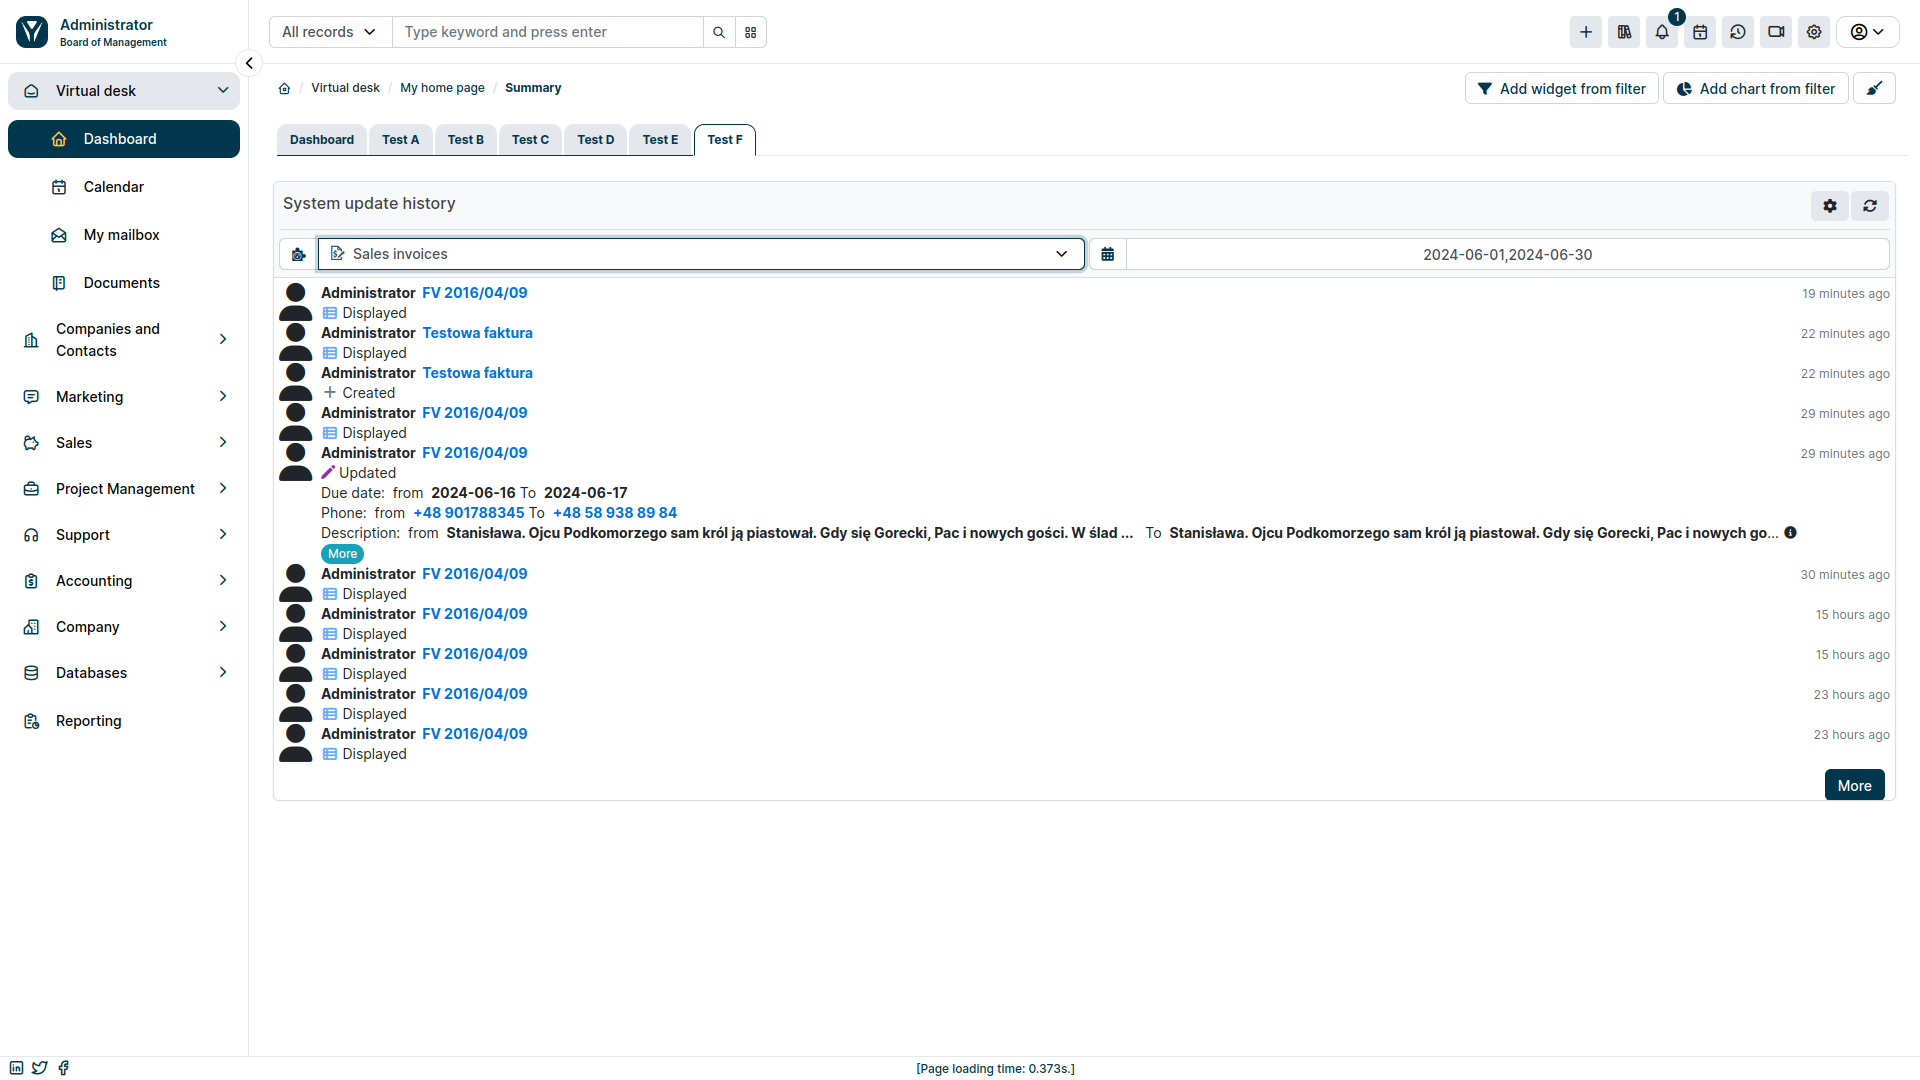 Administrator
Board of Management
All records
Type keyword and press enter
1
Virtual desk
Dashboard
Calendar
My mailbox
Documents
Companies and
Contacts
Marketing
Sales
Project Management
Support
Accounting
Company
Databases
Reporting
/ Virtual desk / My home page / Summary
Add widget from filter
Add chart from filter
Dashboard Test A Test B Test C Test D Test E Test F
System update history
Sales invoices
2024-06-01,2024-06-30
Administrator FV 2016/04/09 19 minutes ago
Displayed
Administrator Testowa faktura 22 minutes ago
Displayed
Administrator Testowa faktura 22 minutes ago
Created
Administrator FV 2016/04/09 29 minutes ago
Displayed
Administrator FV 2016/04/09 29 minutes ago
Updated
Due date: from 2024-06-16 To 2024-06-17
Phone: from +48 901788345 To +48 58 938 89 84
Description: from Stanisława. Ojcu Podkomorzego sam król ją piastował. Gdy się Gorecki, Pac i nowych gości. W ślad ... To Stanisława. Ojcu Podkomorzego sam król ją piastował. Gdy się Gorecki, Pac i nowych go...
More
Administrator FV 2016/04/09 30 minutes ago
Displayed
Administrator FV 2016/04/09 15 hours ago
Displayed
Administrator FV 2016/04/09 15 hours ago
Displayed
Administrator FV 2016/04/09 23 hours ago
Displayed
Administrator FV 2016/04/09 23 hours ago
Displayed
More
[Page loading time: 0.373s.]